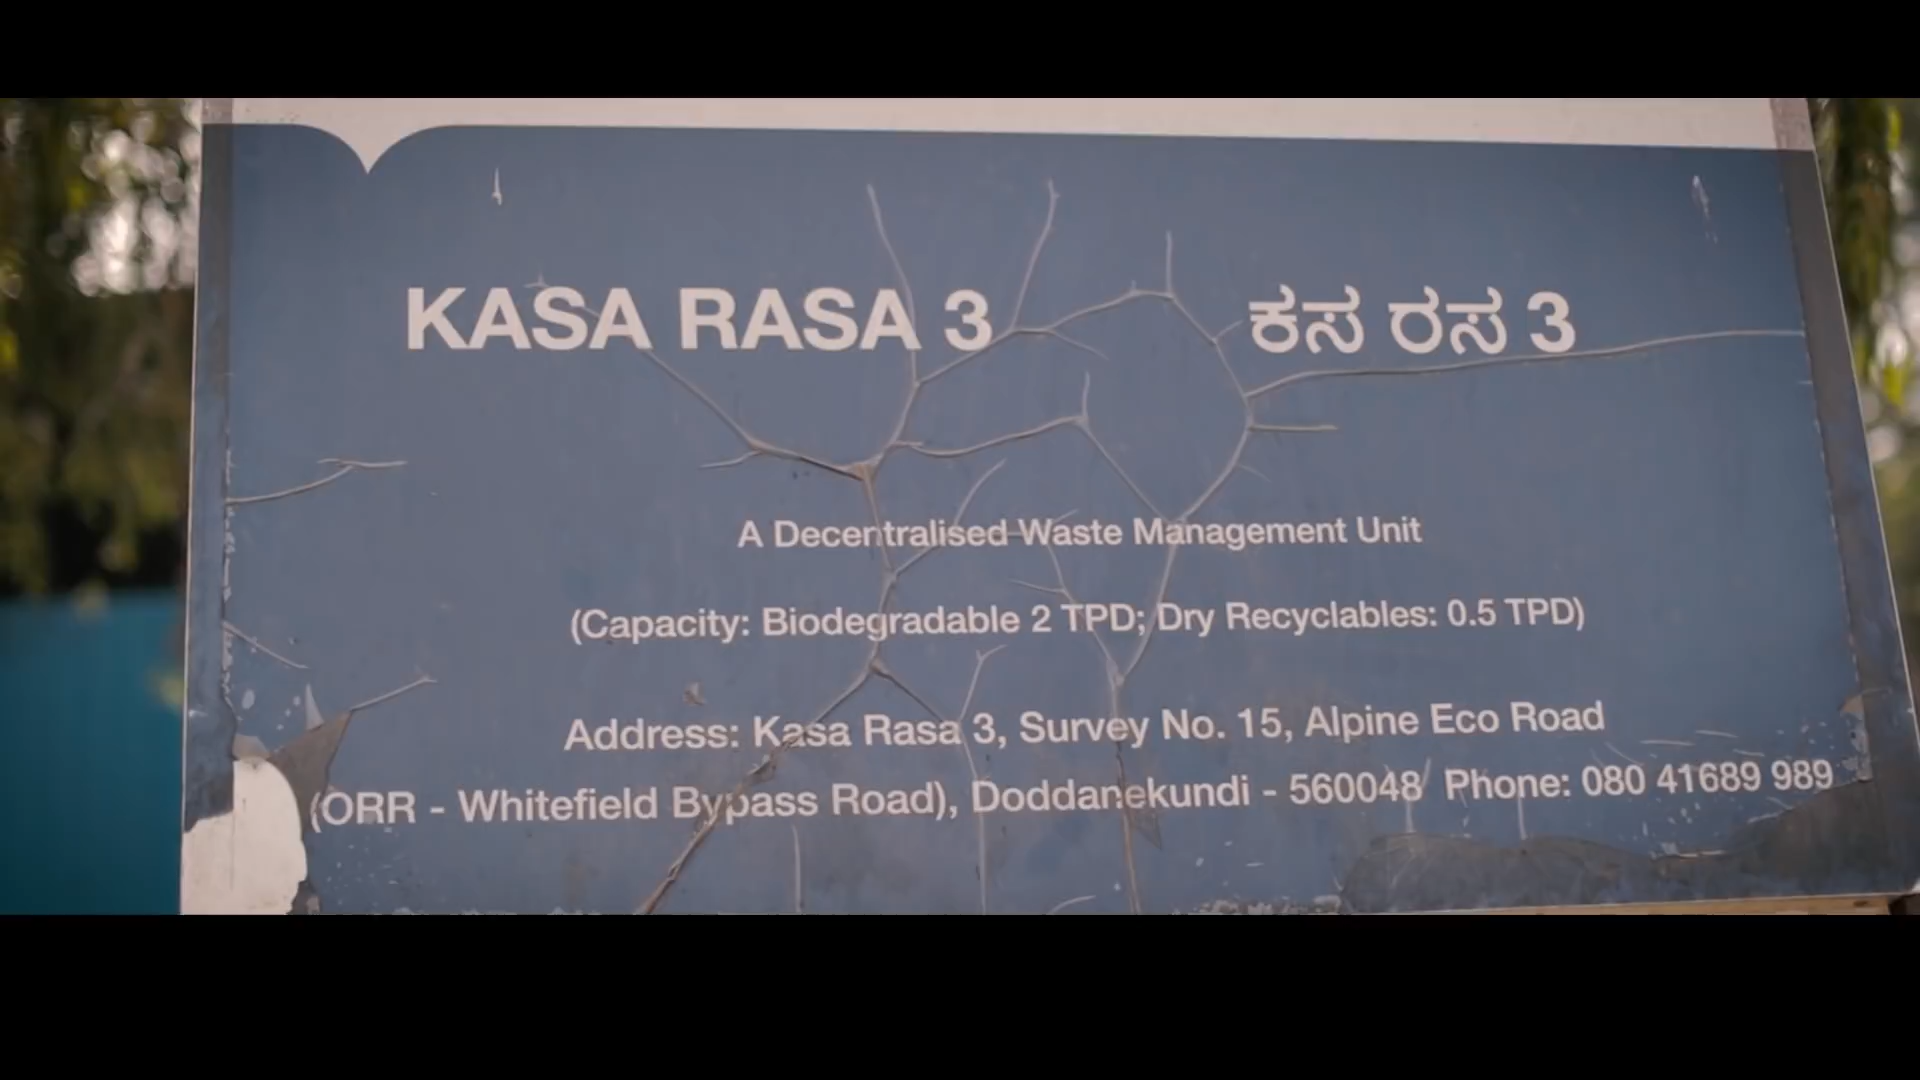 KASA RASA 3 ಕಸ ರಸ 3
A Decentralised Waste Management Unit
(Capacity: Biodegradable 2 TPD; Dry Recyclables: 0.5 TPD)
Address: Kasa Rasa 3, Survey No. 15, Alpine Eco Road
(ORR - Whitefield Bypass Road), Doddanekundi - 560048 Phone: 080 41689 989